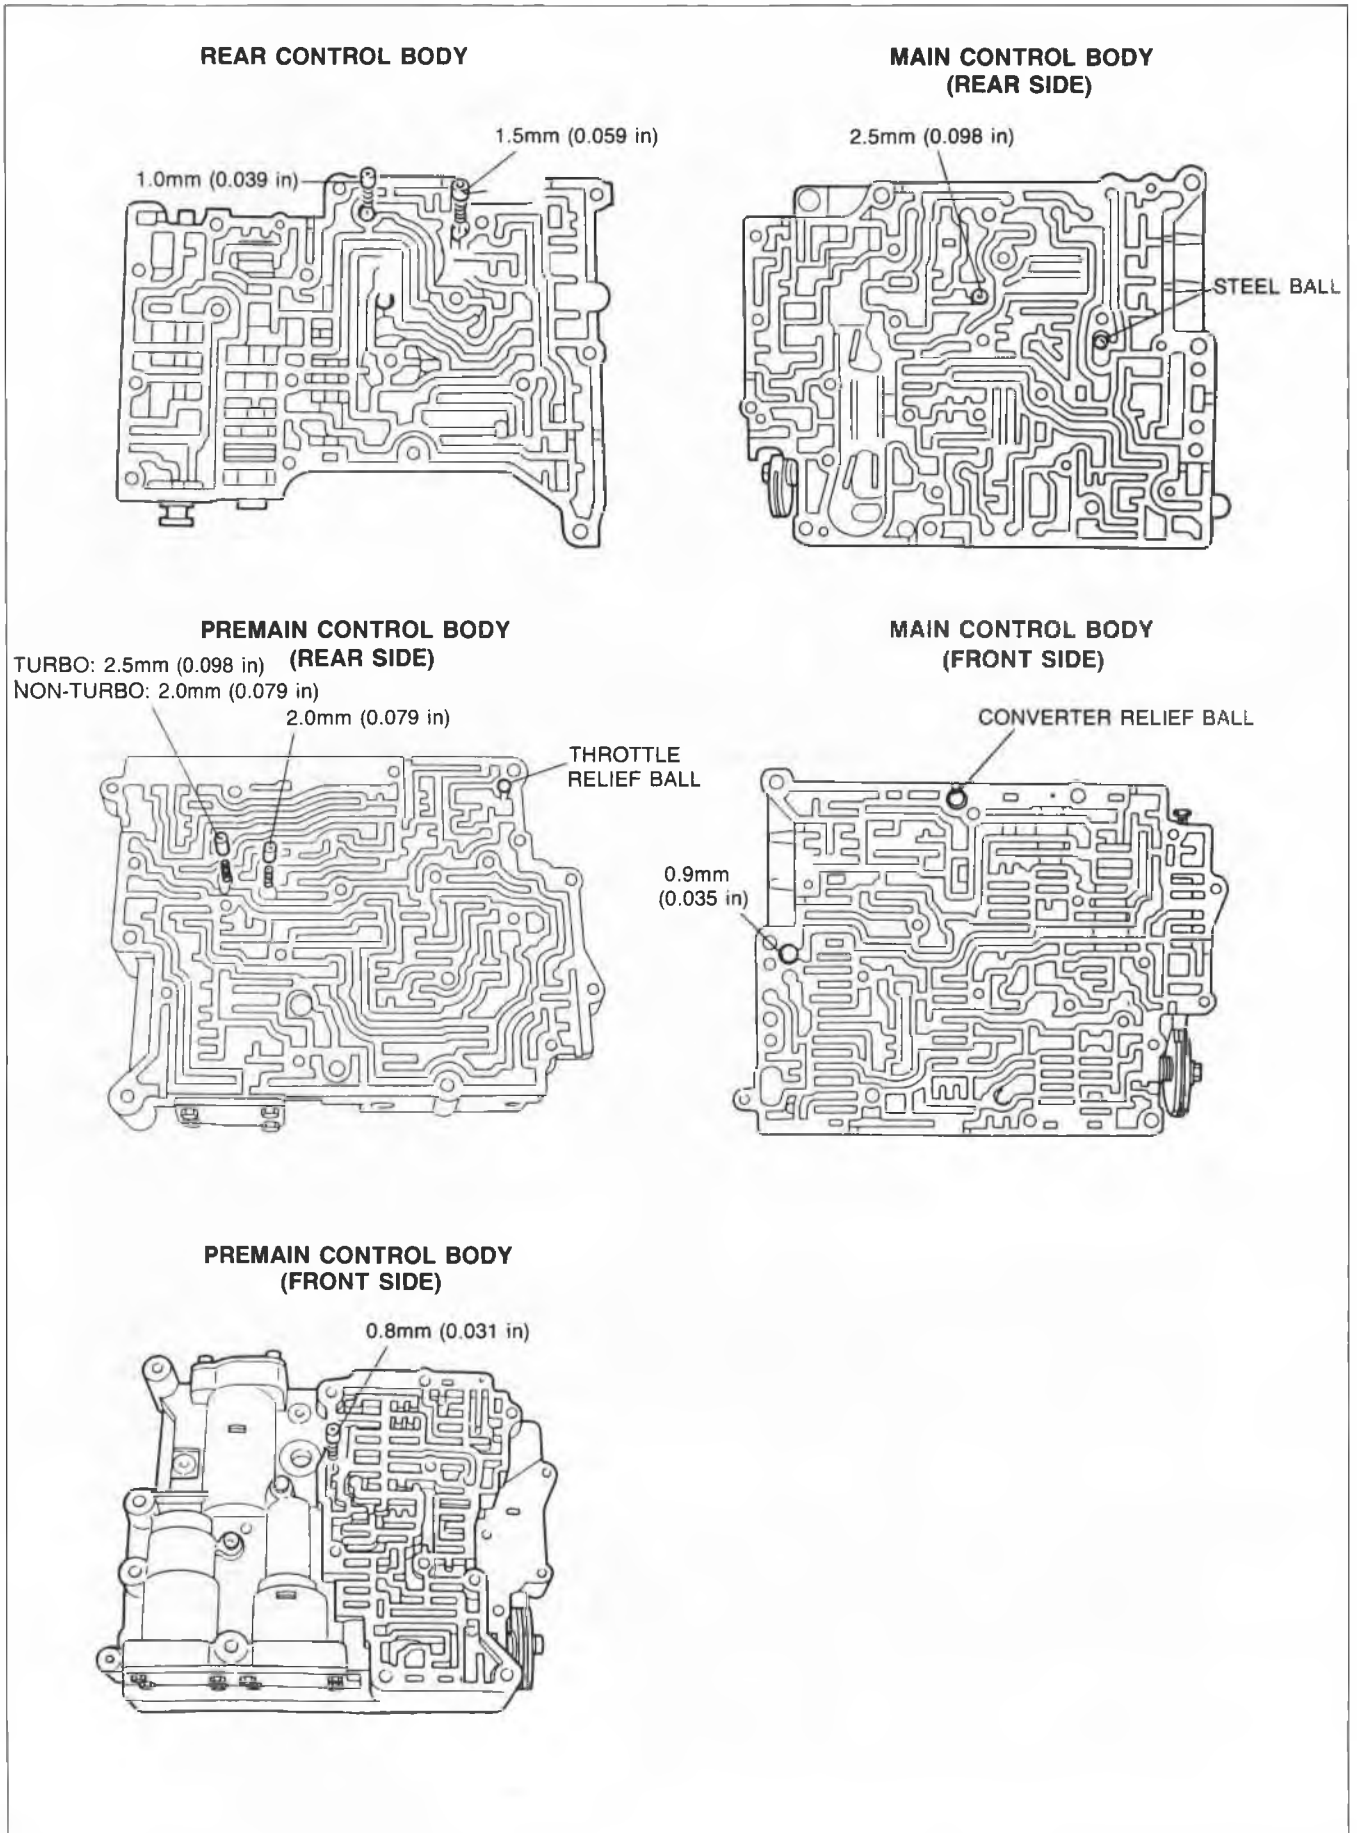 REAR CONTROL BODY
1.0mm (0.039 in)
1.5mm (0.059 in)
MAIN CONTROL BODY
(REAR SIDE)
2.5mm (0.098 in)
STEEL BALL
PREMAIN CONTROL BODY
(REAR SIDE)
TURBO: 2.5mm (0.098 in)
NON-TURBO: 2.0mm (0.079 in)
2.0mm (0.079 in)
THROTTLE
RELIEF BALL
MAIN CONTROL BODY
(FRONT SIDE)
CONVERTER RELIEF BALL
0.9mm
(0.035 in)
PREMAIN CONTROL BODY
(FRONT SIDE)
0.8mm (0.031 in)